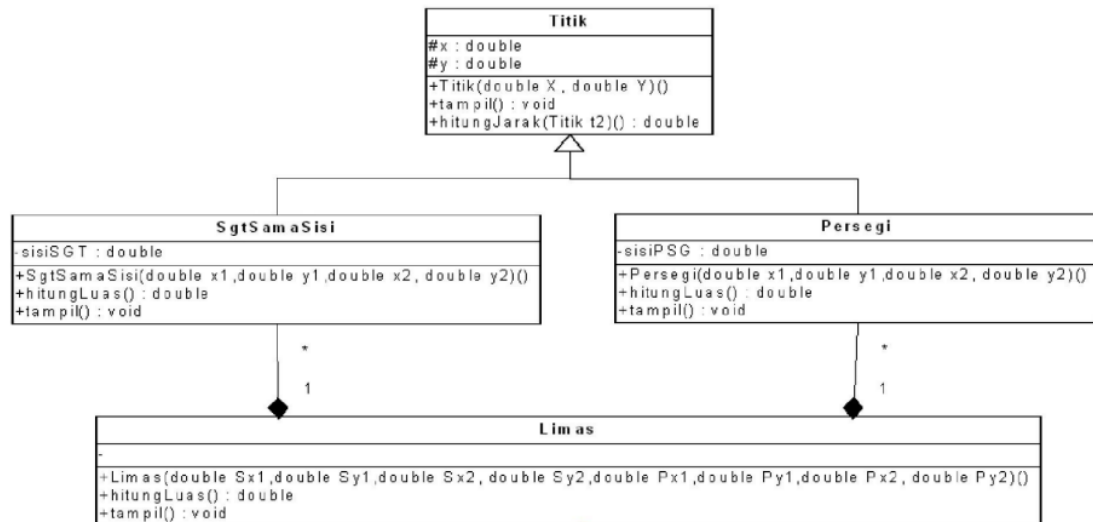 Titik
#x : double
#y : double
+Titik(double X , double Y)()
+tampil() : void
+hitungJarak(Titik t2)() : double
SgtSamaSisi
-sisiSGT : double
+SgtSamaSisi(double x1,double y1,double x2, double y2)()
+hitungLuas() : double
+tampil() : void
Persegi
-sisiPSG : double
+Persegi(double x1,double y1,double x2, double y2)()
+hitungLuas() : double
+tampil() : void
*
1
*
1
Limas
-
+Limas(double Sx1,double Sy1,double Sx2, double Sy2,double Px1,double Py1,double Px2, double Py2)()
+hitungLuas() : double
+tampil() : void